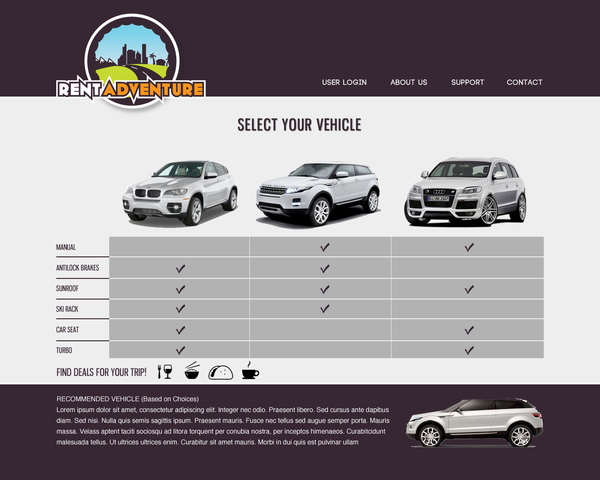 RENTADVENTURE
USER LOGIN ABOUT US SUPPORT CONTACT
SELECT YOUR VEHICLE
MANUAL
ANTILOCK BRAKES
SUNROOF
SKI RACK
CAR SEAT
TURBO
FIND DEALS FOR YOUR TRIP!
RECOMMENDED VEHICLE (Based on Choices)
Lorem ipsum dolor sit amet, consectetur adipiscing elit. Integer nec odio. Praesent libero. Sed cursus ante dapibus
diam. Sed nisi. Nulla quis semis sagittis ipsum. Praesent mauris. Fusce nec tellus sed augue semper porta. Mauris
massa. Velass aptent taciti sociosqu ad litora torquent per conubia nostra, per inceptos himenaeos. Curabitcidunt
malesuada tellus. Ut ultrices ultrices enim. Curabitur sit amet mauris. Morbi in dui quis est pulvinar ullam